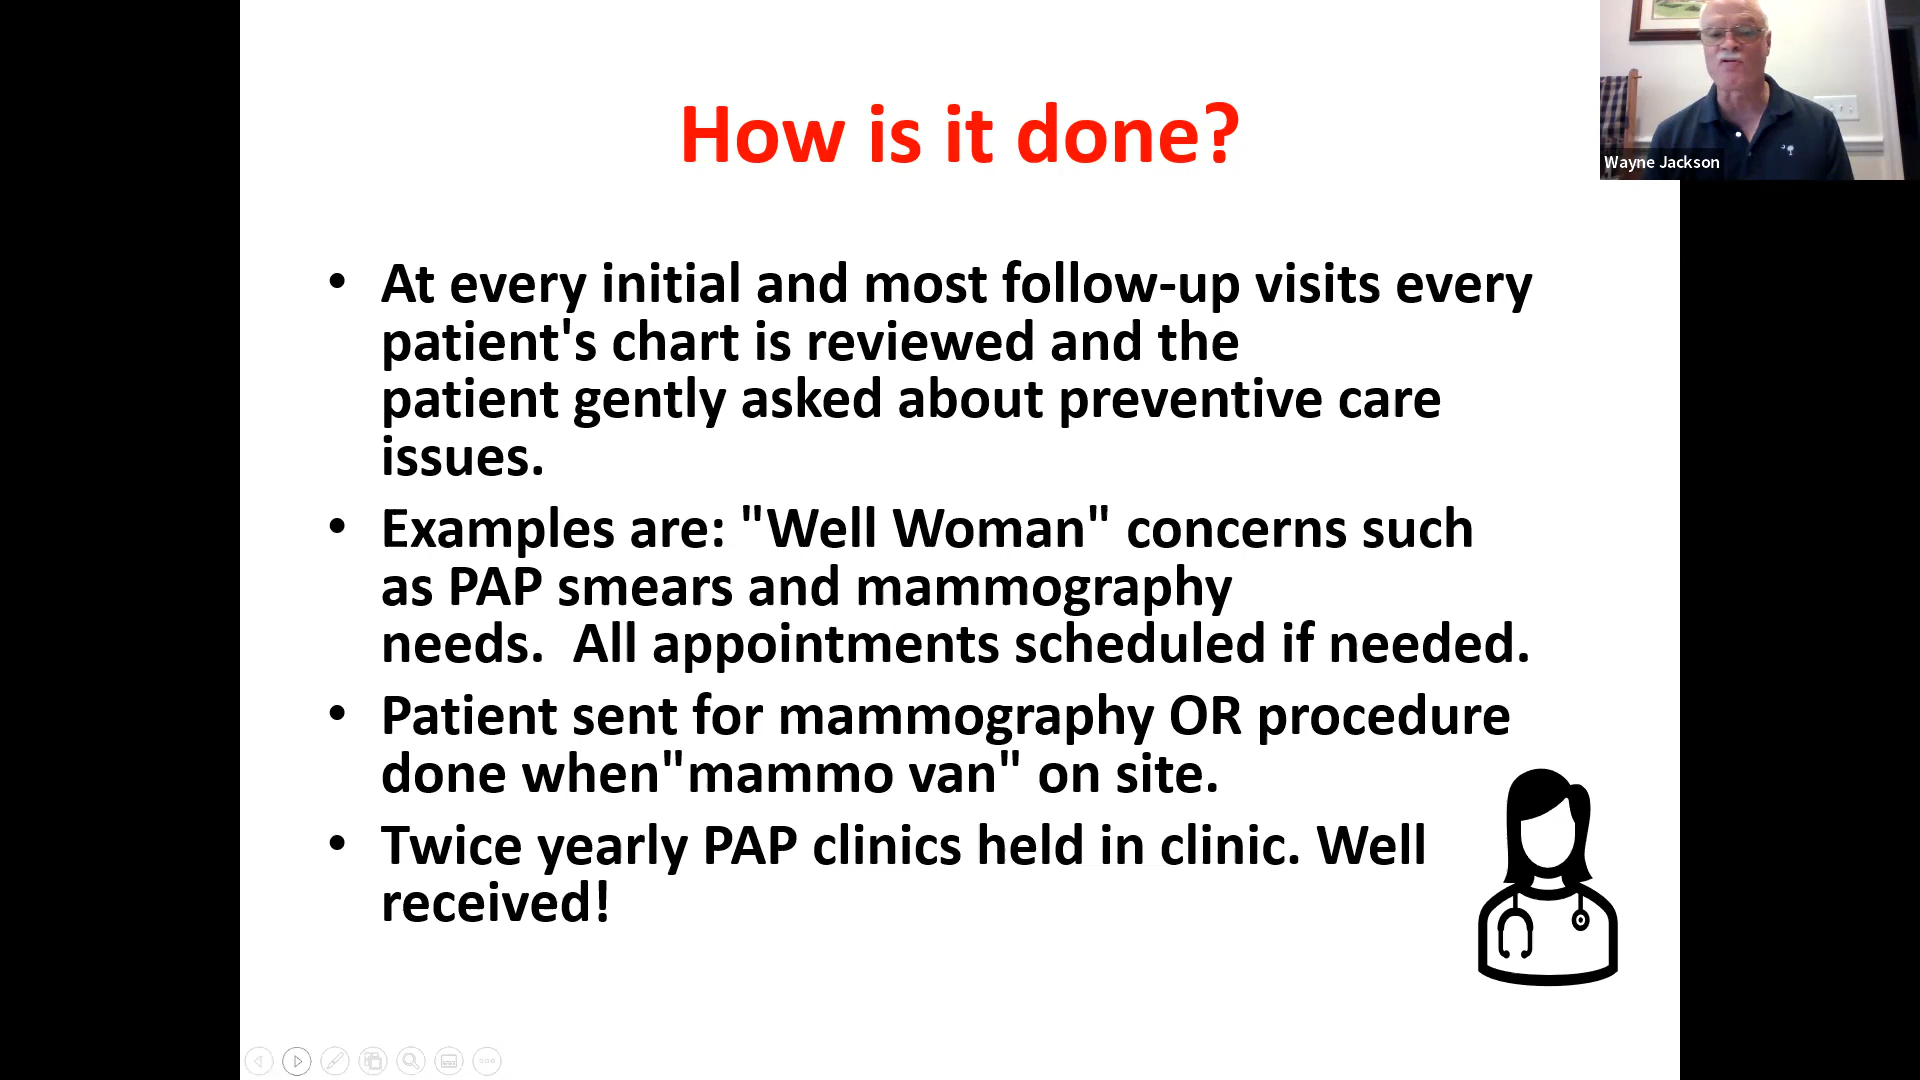 How is it done?
Wayne Jackson
• At every initial and most follow-up visits every
patient's chart is reviewed and the
patient gently asked about preventive care
issues.
• Examples are: "Well Woman" concerns such
as PAP smears and mammography
needs.  All appointments scheduled if needed.
• Patient sent for mammography OR procedure
done when"mammo van" on site.
• Twice yearly PAP clinics held in clinic. Well
received!